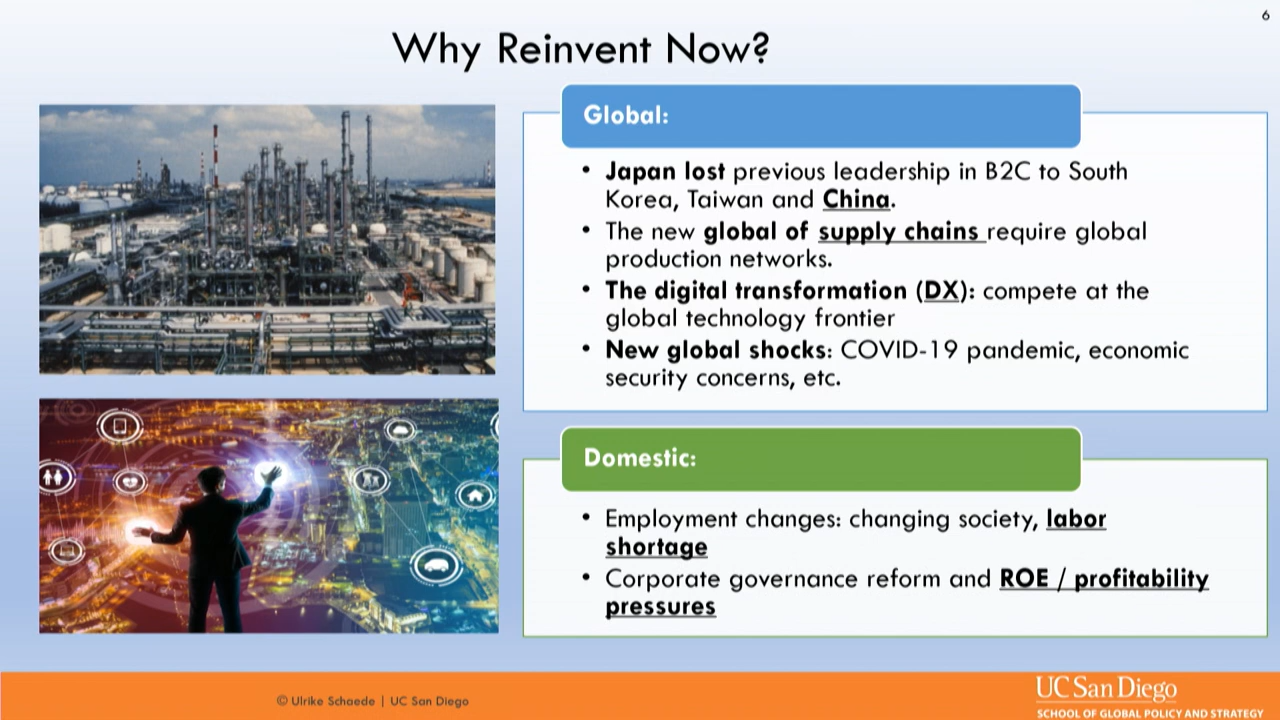 6
Why Reinvent Now?
Global:
• Japan lost previous leadership in B2C to South
Korea, Taiwan and China.
• The new global of supply chains require global
production networks.
• The digital transformation (DX): compete at the
global technology frontier
• New global shocks: COVID-19 pandemic, economic
security concerns, etc.
Domestic:
• Employment changes: changing society, labor
shortage
• Corporate governance reform and ROE / profitability
pressures
© Ulrike Schaede | UC San Diego
UC San Diego
SCHOOL OF GLOBAL POLICY AND STRATEGY